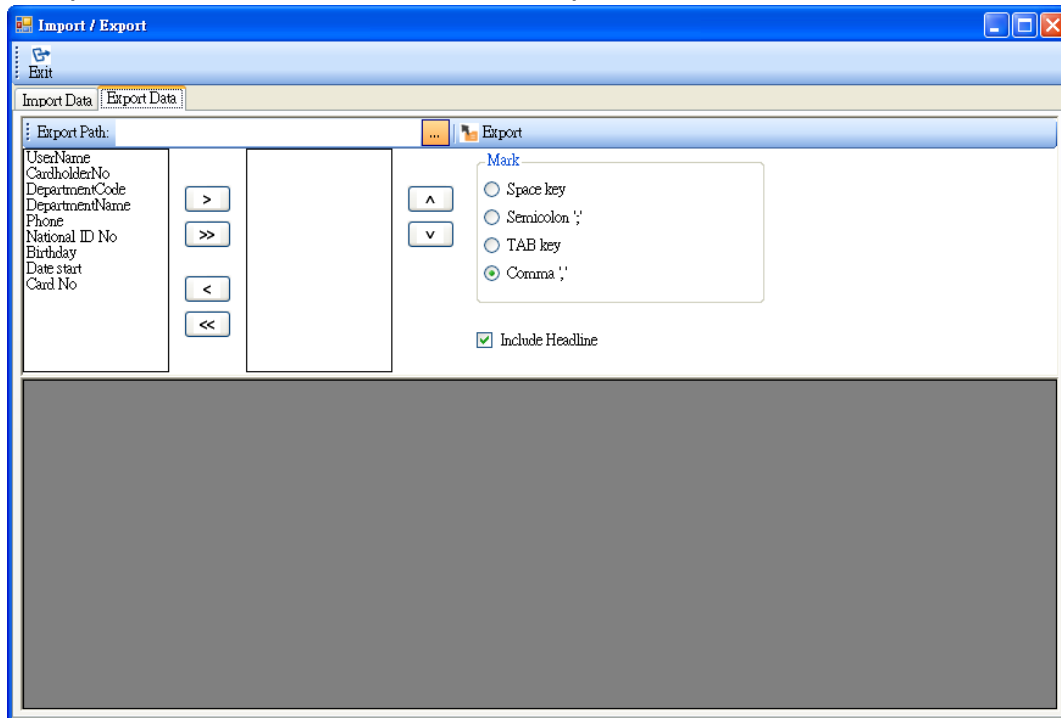 Import / Export
Exit
Import Data Export Data
Export Path: ... Export
UserName
CardholderNo
DepartmentCode
DepartmentName
Phone
National ID No
Birthday
Date start
Card No
>
>>
<
<<
^
v
Mark
Space key
Semicolon ';'
TAB key
Comma ','
Include Headline